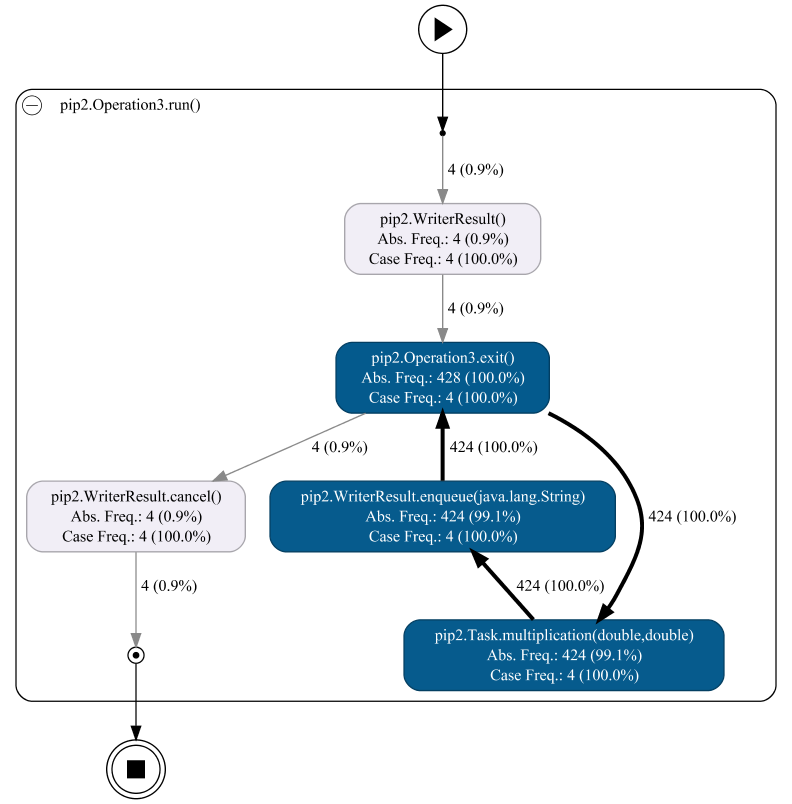 pip2.Operation3.run()
4 (0.9%)
pip2.WriterResult()
Abs. Freq.: 4 (0.9%)
Case Freq.: 4 (100.0%)
4 (0.9%)
pip2.Operation3.exit()
Abs. Freq.: 428 (100.0%)
Case Freq.: 4 (100.0%)
4 (0.9%)
424 (100.0%)
pip2.WriterResult.cancel()
Abs. Freq.: 4 (0.9%)
Case Freq.: 4 (100.0%)
pip2.WriterResult.enqueue(java.lang.String)
Abs. Freq.: 424 (99.1%)
Case Freq.: 4 (100.0%)
424 (100.0%)
4 (0.9%)
424 (100.0%)
pip2.Task.multiplication(double,double)
Abs. Freq.: 424 (99.1%)
Case Freq.: 4 (100.0%)